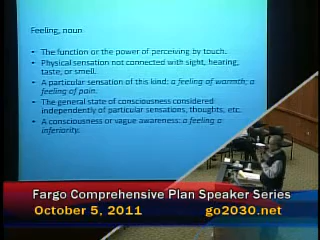 Feeling, noun
• The function or the power of perceiving by touch.
• Physical sensation not connected with sight, hearing,
taste, or smell.
• A particular sensation of this kind: a feeling of warmth; a
feeling of pain.
• The general state of consciousness considered
independently of particular sensations, thoughts, etc.
• A consciousness or vague awareness: a feeling o
inferiority.
Fargo Comprehensive Plan Speaker Series
October 5, 2011 go2030.net